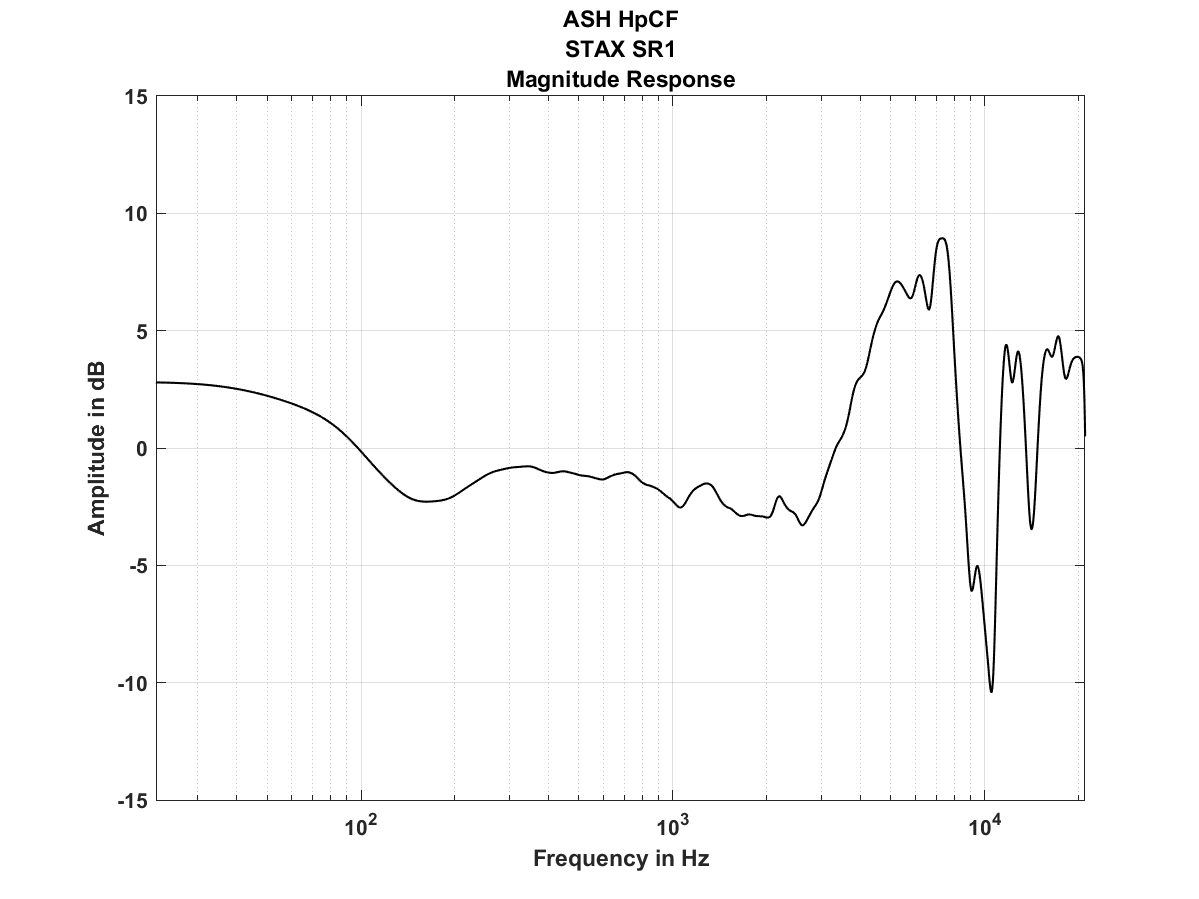 ASH HpCF
STAX SR1
Magnitude Response
15
10
5
0
-5
-10
-15
Amplitude in dB
10²
10³
10⁴
Frequency in Hz